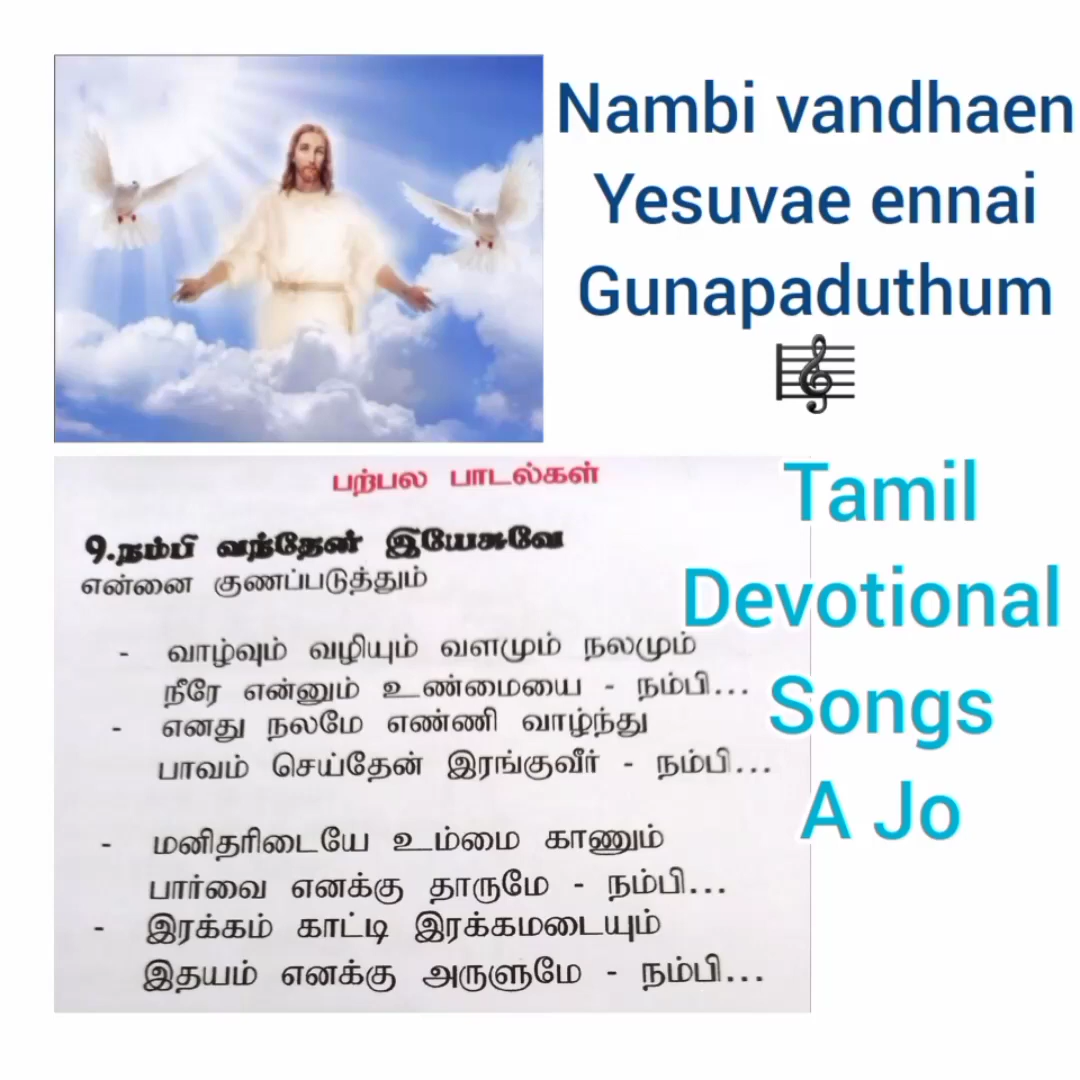 Nambi vandhaen
Yesuvae ennai
Gunapaduthum
Tamil
Devotional
Songs
A Jo
பற்பல பாடல்கள்
9.நம்பி வந்தேன் இயேசுவே
என்னை குணப்படுத்தும்
- வாழ்வும் வழியும் வளமும் நலமும்
நீரே என்னும் உண்மையை - நம்பி...
- எனது நலமே எண்ணி வாழ்ந்து
பாவம் செய்தேன் இரங்குவீர் - நம்பி...
- மனிதரிடையே உம்மை காணும்
பார்வை எனக்கு தாருமே - நம்பி...
- இரக்கம் காட்டி இரக்கமடையும்
இதயம் எனக்கு அருளுமே - நம்பி...